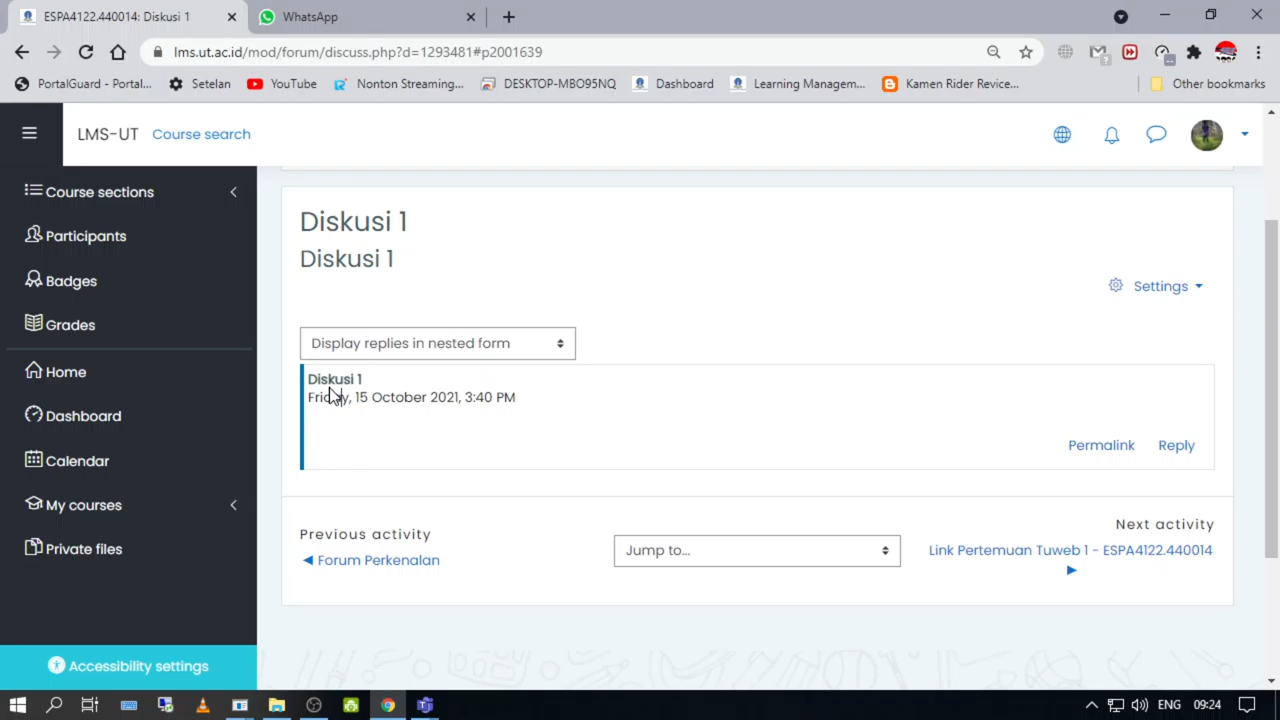 ESPA4122.440014: Diskusi 1
WhatsApp
lms.ut.ac.id/mod/forum/discuss.php?d=1293481#p2001639
PortalGuard - Portal...
Setelan
YouTube
Nonton Streaming...
DESKTOP-MBO95NQ
Dashboard
Learning Managem...
Kamen Rider Revice...
Other bookmarks
LMS-UT
Course search
Course sections
Participants
Badges
Grades
Home
Dashboard
Calendar
My courses
Private files
Accessibility settings
Diskusi 1
Diskusi 1
Settings
Display replies in nested form
Diskusi 1
Friday, 15 October 2021, 3:40 PM
Permalink
Reply
Previous activity
◀ Forum Perkenalan
Jump to...
Next activity
Link Pertemuan Tuweb 1 - ESPA4122.440014
▶
ENG
09:24